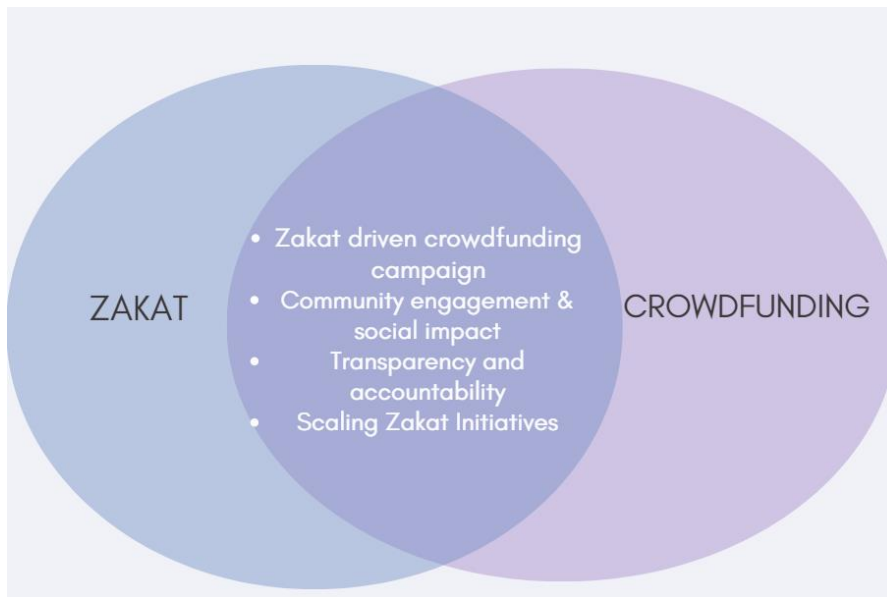 ZAKAT
• Zakat driven crowdfunding
campaign
• Community engagement &
social impact
• Transparency and
accountability
• Scaling Zakat Initiatives
CROWDFUNDING